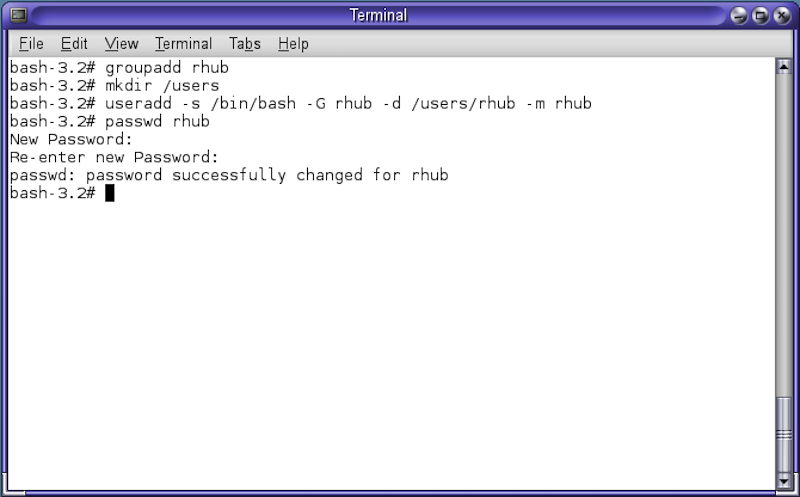 Terminal
File Edit View Terminal Tabs Help
bash-3.2# groupadd rhub
bash-3.2# mkdir /users
bash-3.2# useradd -s /bin/bash -G rhub -d /users/rhub -m rhub
bash-3.2# passwd rhub
New Password:
Re-enter new Password:
passwd: password successfully changed for rhub
bash-3.2#